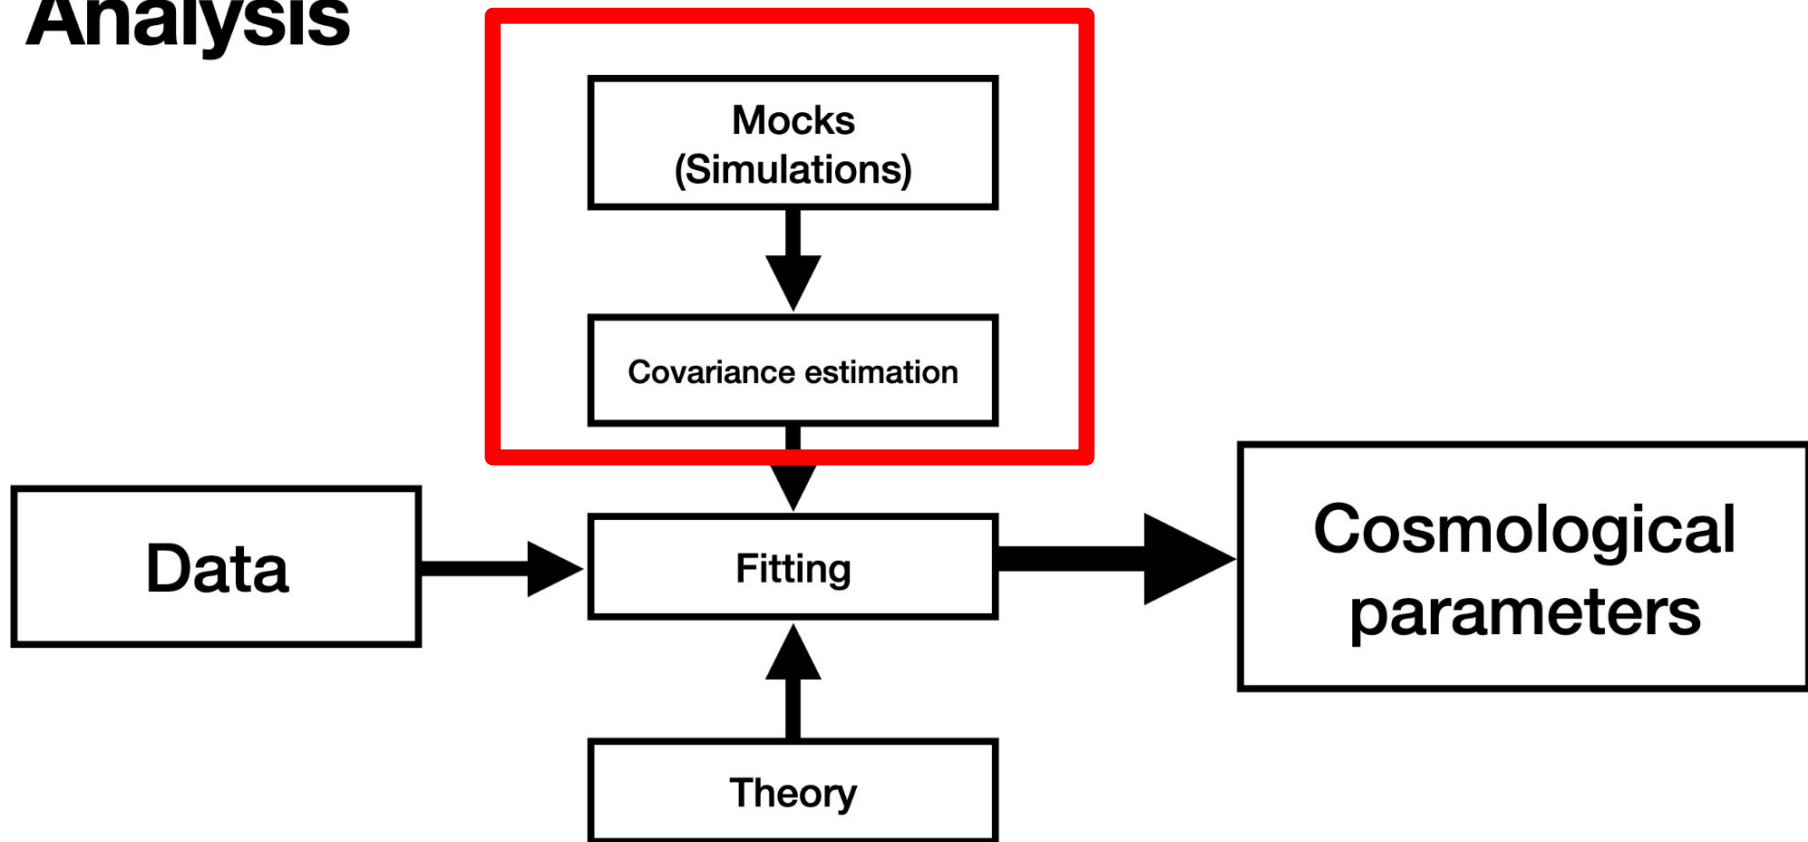 Analysis
Mocks
(Simulations)
Covariance estimation
Data
Fitting
Cosmological
parameters
Theory